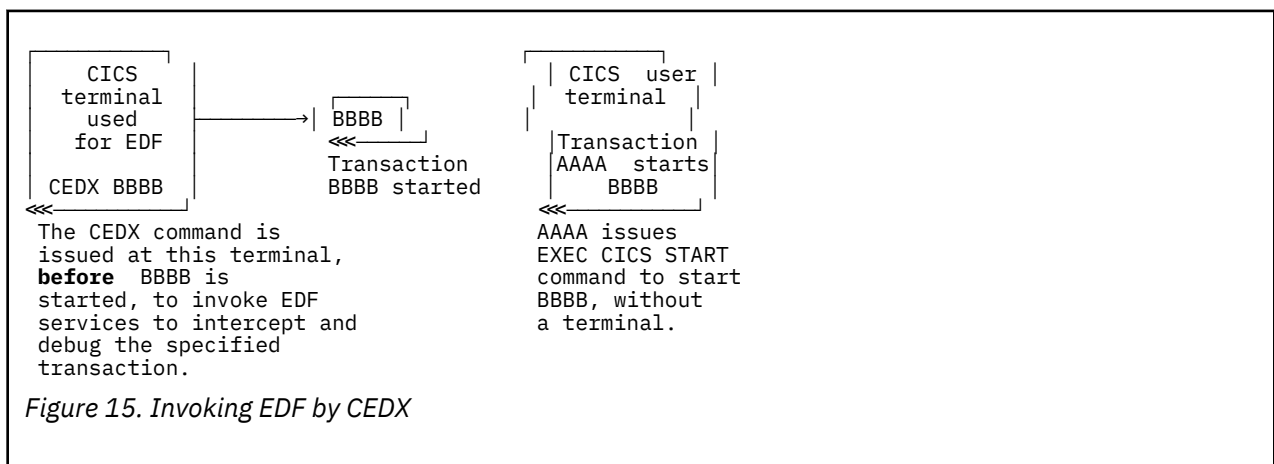 CICS
terminal
used
for EDF
CEDX BBBB
BBBB
Transaction
BBBB started
CICS user
terminal
Transaction
AAAA starts
BBBB
The CEDX command is
issued at this terminal,
before BBBB is
started, to invoke EDF
services to intercept and
debug the specified
transaction.
AAAA issues
EXEC CICS START
command to start
BBBB, without
a terminal.
Figure 15. Invoking EDF by CEDX